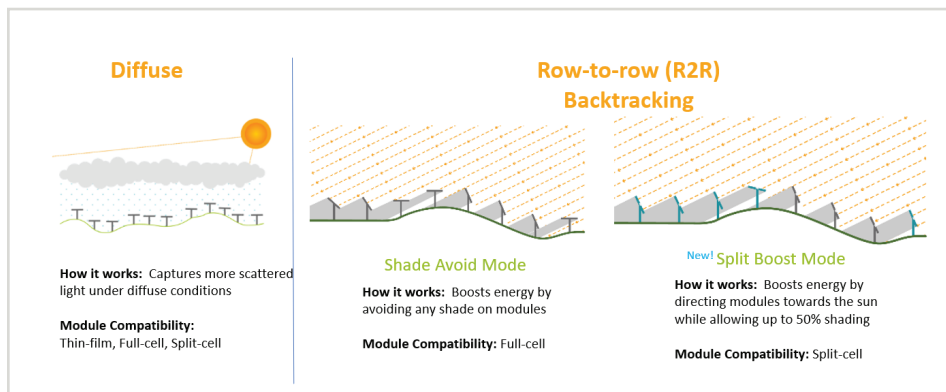 Diffuse
How it works: Captures more scattered
light under diffuse conditions
Module Compatibility:
Thin-film, Full-cell, Split-cell
Row-to-row (R2R)
Backtracking
Shade Avoid Mode
How it works: Boosts energy by
avoiding any shade on modules
Module Compatibility: Full-cell
New! Split Boost Mode
How it works: Boosts energy by
directing modules towards the sun
while allowing up to 50% shading
Module Compatibility: Split-cell